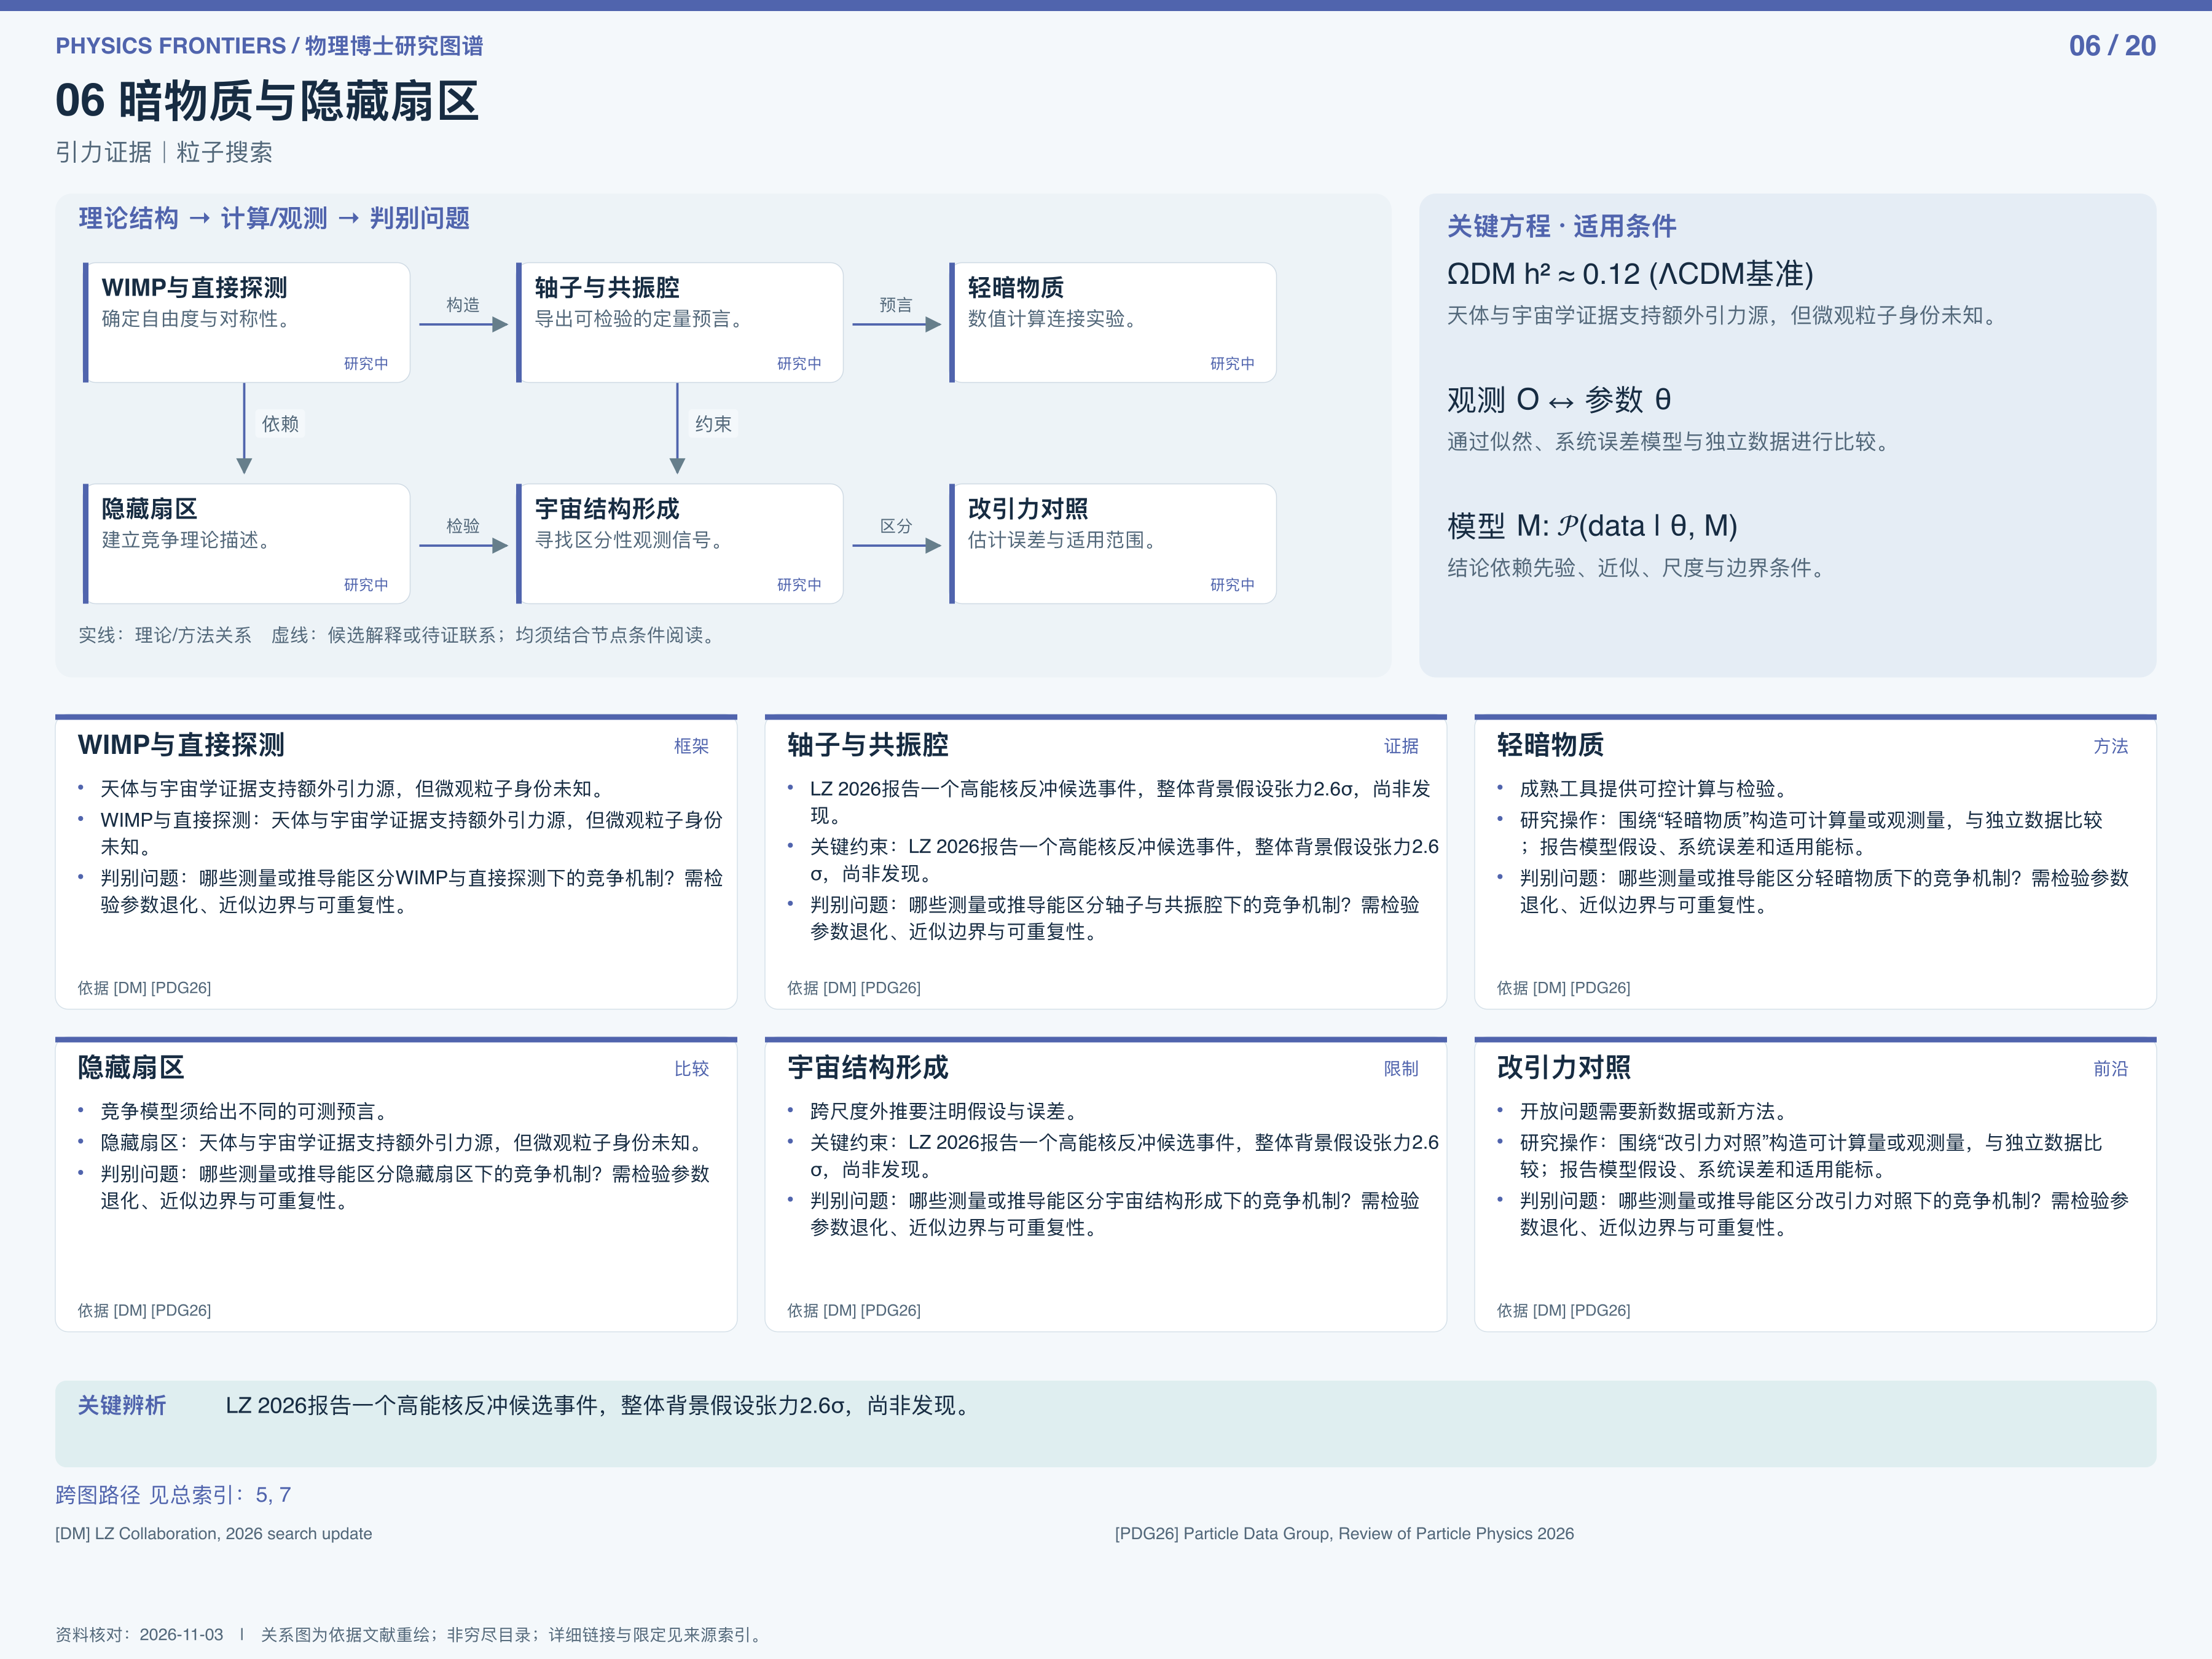 PHYSICS FRONTIERS / 物理博士研究图谱
06 / 20
06 暗物质与隐藏扇区
引力证据｜粒子搜索
理论结构 → 计算/观测 → 判别问题
WIMP与直接探测
确定自由度与对称性。
研究中
构造
轴子与共振腔
导出可检验的定量预言。
研究中
预言
轻暗物质
数值计算连接实验。
研究中
依赖
约束
隐藏扇区
建立竞争理论描述。
研究中
检验
宇宙结构形成
寻找区分性观测信号。
研究中
区分
改引力对照
估计误差与适用范围。
研究中
实线：理论/方法关系　虚线：候选解释或待证联系；均须结合节点条件阅读。
关键方程 · 适用条件
ΩDM h² ≈ 0.12 (ΛCDM基准)
天体与宇宙学证据支持额外引力源，但微观粒子身份未知。
观测 O ↔ 参数 θ
通过似然、系统误差模型与独立数据进行比较。
模型 M: 𝒫(data | θ, M)
结论依赖先验、近似、尺度与边界条件。
WIMP与直接探测
框架
• 天体与宇宙学证据支持额外引力源，但微观粒子身份未知。
• WIMP与直接探测：天体与宇宙学证据支持额外引力源，但微观粒子身份
未知。
• 判别问题：哪些测量或推导能区分WIMP与直接探测下的竞争机制？需检
验参数退化、近似边界与可重复性。
依据 [DM] [PDG26]
轴子与共振腔
证据
• LZ 2026报告一个高能核反冲候选事件，整体背景假设张力2.6σ，尚非发
现。
• 关键约束：LZ 2026报告一个高能核反冲候选事件，整体背景假设张力2.6
σ，尚非发现。
• 判别问题：哪些测量或推导能区分轴子与共振腔下的竞争机制？需检验
参数退化、近似边界与可重复性。
依据 [DM] [PDG26]
轻暗物质
方法
• 成熟工具提供可控计算与检验。
• 研究操作：围绕“轻暗物质”构造可计算量或观测量，与独立数据比较
；报告模型假设、系统误差和适用能标。
• 判别问题：哪些测量或推导能区分轻暗物质下的竞争机制？需检验参数
退化、近似边界与可重复性。
依据 [DM] [PDG26]
隐藏扇区
比较
• 竞争模型须给出不同的可测预言。
• 隐藏扇区：天体与宇宙学证据支持额外引力源，但微观粒子身份未知。
• 判别问题：哪些测量或推导能区分隐藏扇区下的竞争机制？需检验参数
退化、近似边界与可重复性。
依据 [DM] [PDG26]
宇宙结构形成
限制
• 跨尺度外推要注明假设与误差。
• 关键约束：LZ 2026报告一个高能核反冲候选事件，整体背景假设张力2.6
σ，尚非发现。
• 判别问题：哪些测量或推导能区分宇宙结构形成下的竞争机制？需检验
参数退化、近似边界与可重复性。
依据 [DM] [PDG26]
改引力对照
前沿
• 开放问题需要新数据或新方法。
• 研究操作：围绕“改引力对照”构造可计算量或观测量，与独立数据比
较；报告模型假设、系统误差和适用能标。
• 判别问题：哪些测量或推导能区分改引力对照下的竞争机制？需检验参
数退化、近似边界与可重复性。
依据 [DM] [PDG26]
关键辨析　LZ 2026报告一个高能核反冲候选事件，整体背景假设张力2.6σ，尚非发现。
跨图路径 见总索引：5, 7
[DM] LZ Collaboration, 2026 search update
[PDG26] Particle Data Group, Review of Particle Physics 2026
资料核对：2026-11-03　|　关系图为依据文献重绘；非穷尽目录；详细链接与限定见来源索引。